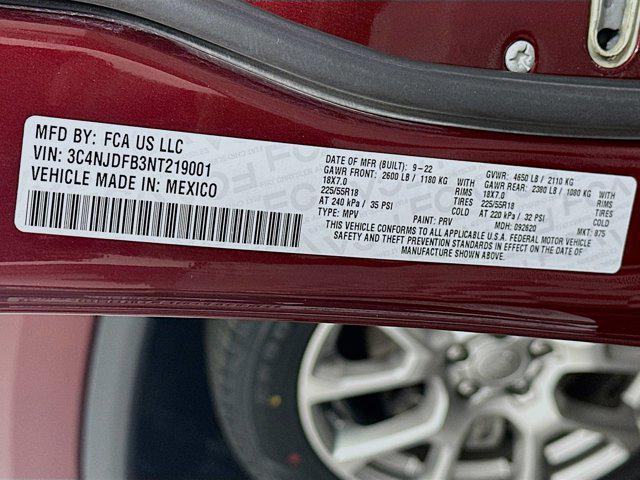 MFD BY: FCA US LLC
VIN: 3C4NJDFB3NT219001
VEHICLE MADE IN: MEXICO
DATE OF MFR (BUILT): 9-22 GVWR: 4650 LB / 2110 KG
GAWR FRONT: 2600 LB / 1180 KG WITH GAWR REAR: 2380 LB / 1080 KG WITH
18X7.0 RIMS 18X7.0 RIMS
225/55R18 TIRES 225/55R18 TIRES
AT 240 kPa / 35 PSI COLD AT 220 kPa / 32 PSI COLD
TYPE: MPV PAINT: PRV MDH: 092620 MKT: 875
THIS VEHICLE CONFORMS TO ALL APPLICABLE U.S.A. FEDERAL MOTOR VEHICLE
SAFETY AND THEFT PREVENTION STANDARDS IN EFFECT ON THE DATE OF
MANUFACTURE SHOWN ABOVE.